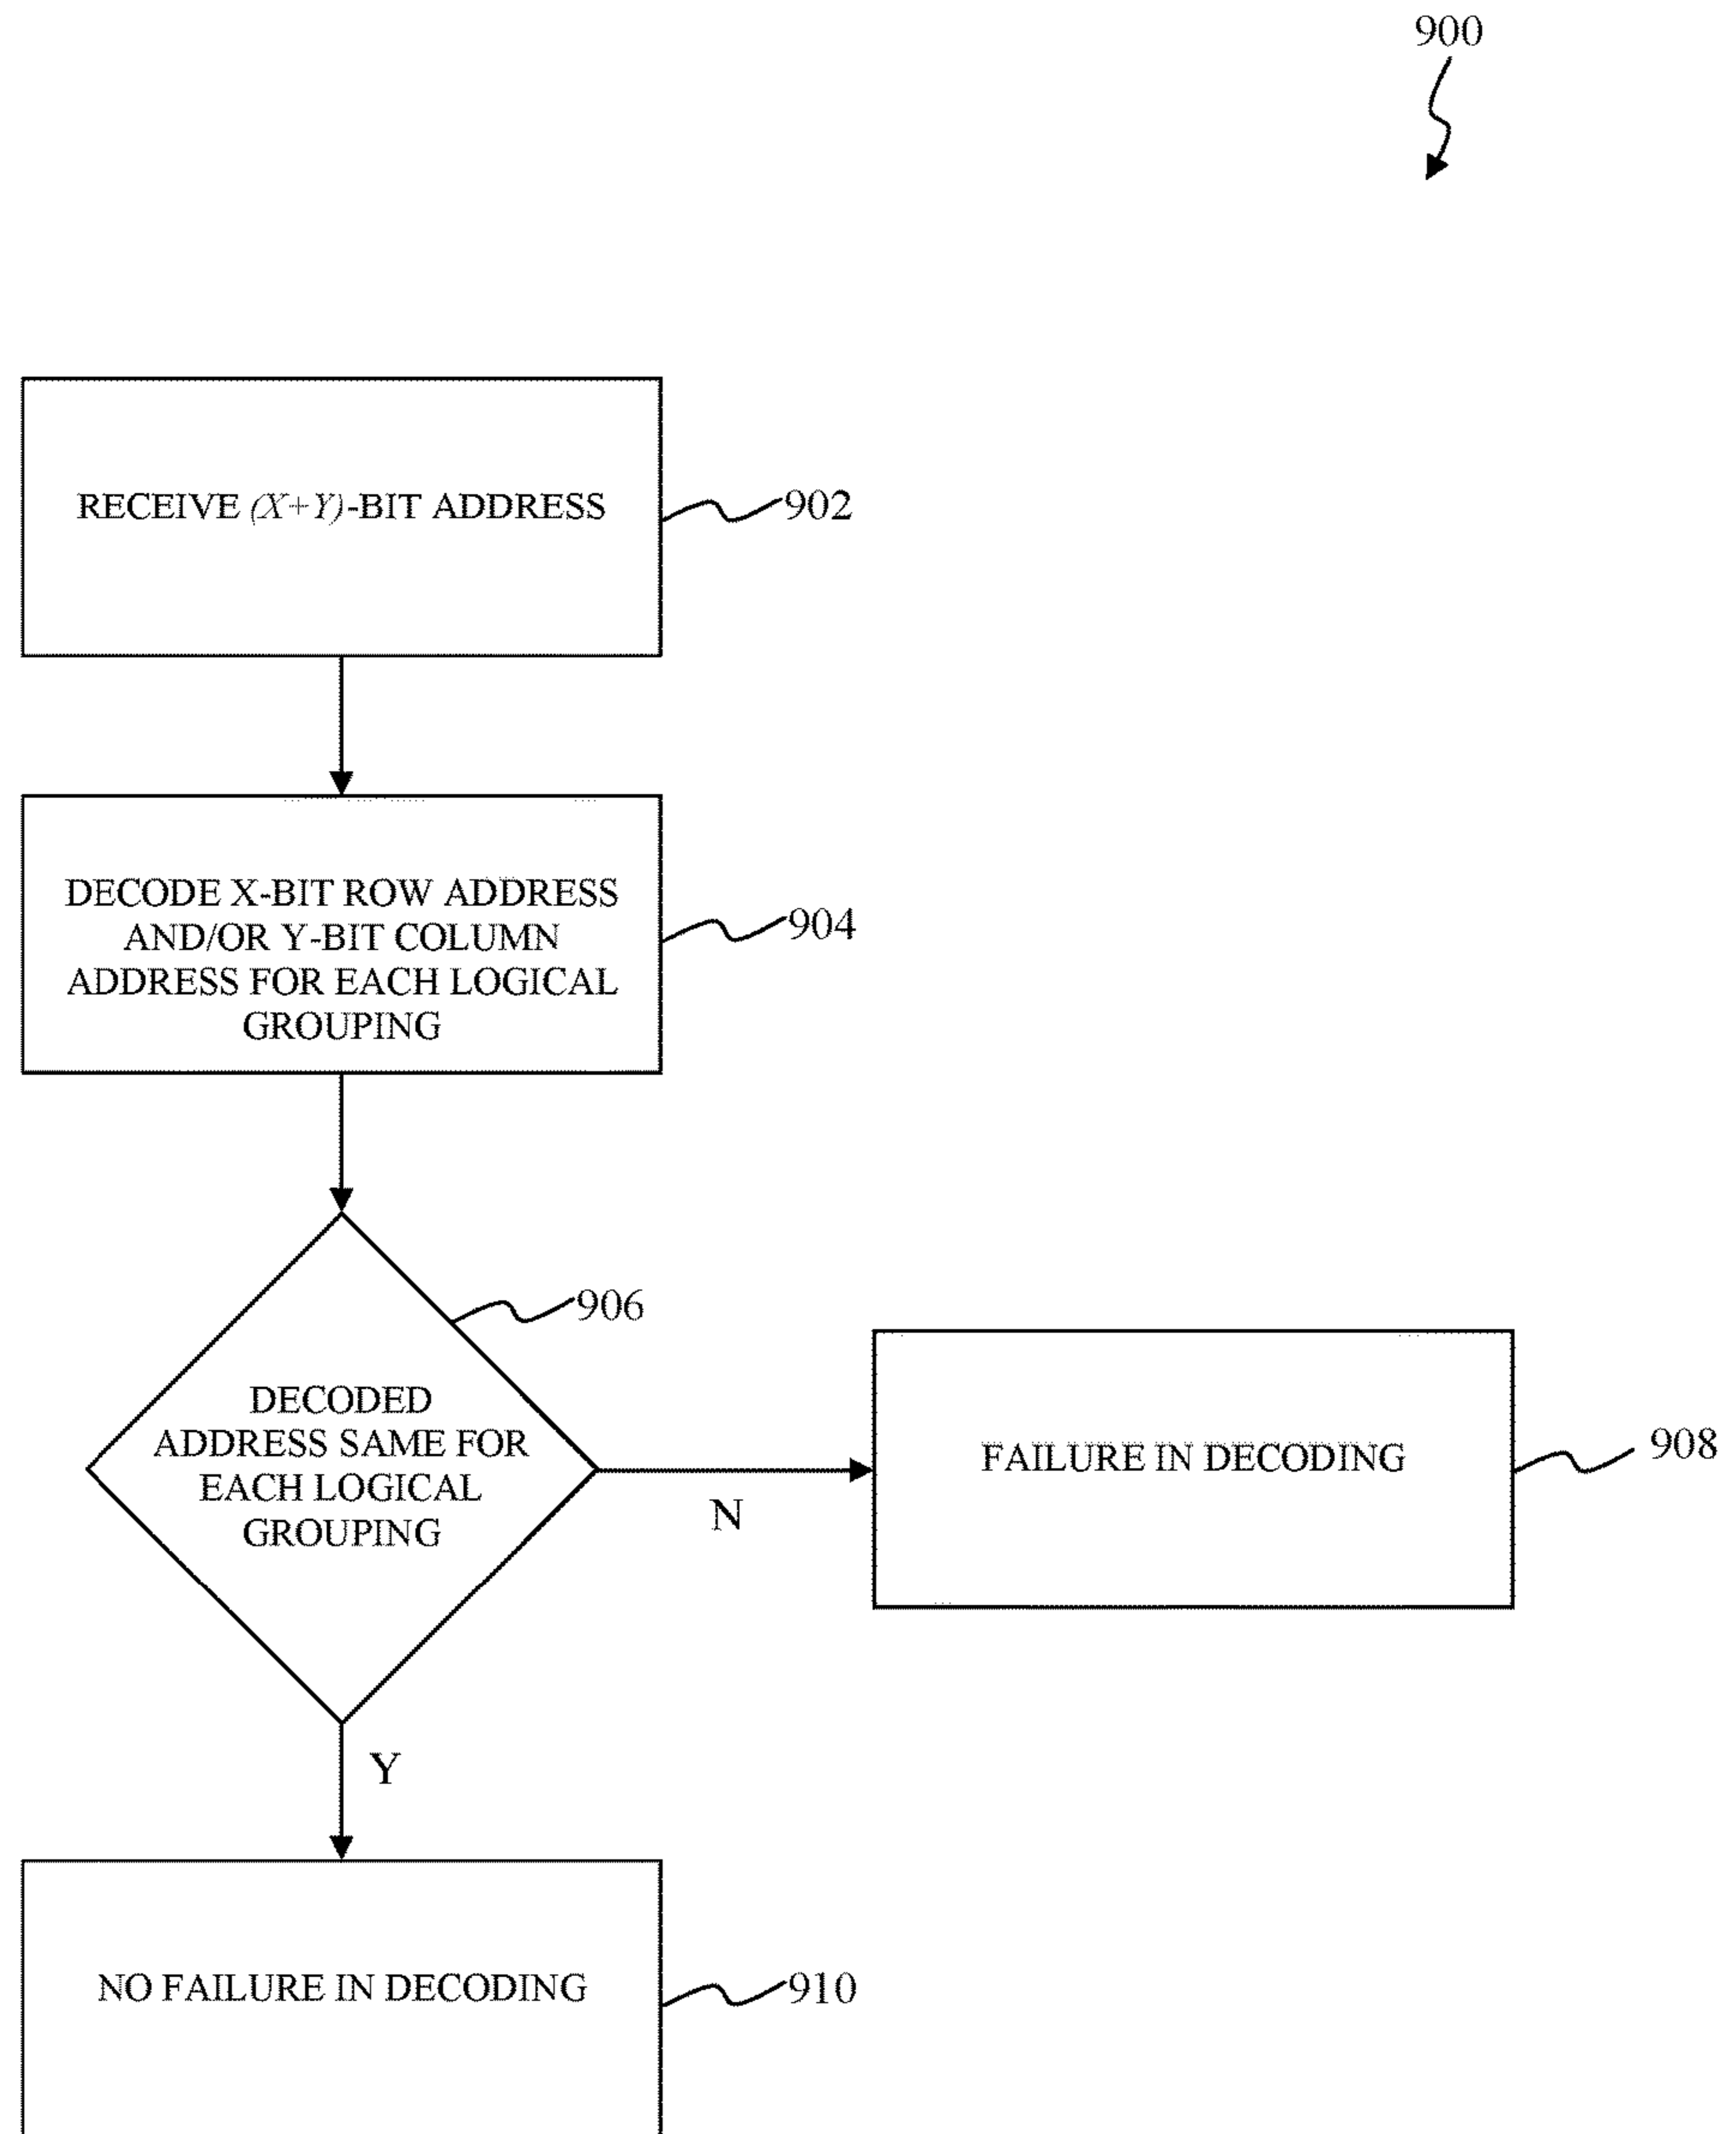 900
RECEIVE (X+Y)-BIT ADDRESS
902
DECODE X-BIT ROW ADDRESS
AND/OR Y-BIT COLUMN
ADDRESS FOR EACH LOGICAL
GROUPING
904
906
DECODED
ADDRESS SAME FOR
EACH LOGICAL
GROUPING
N
FAILURE IN DECODING
908
Y
NO FAILURE IN DECODING
910